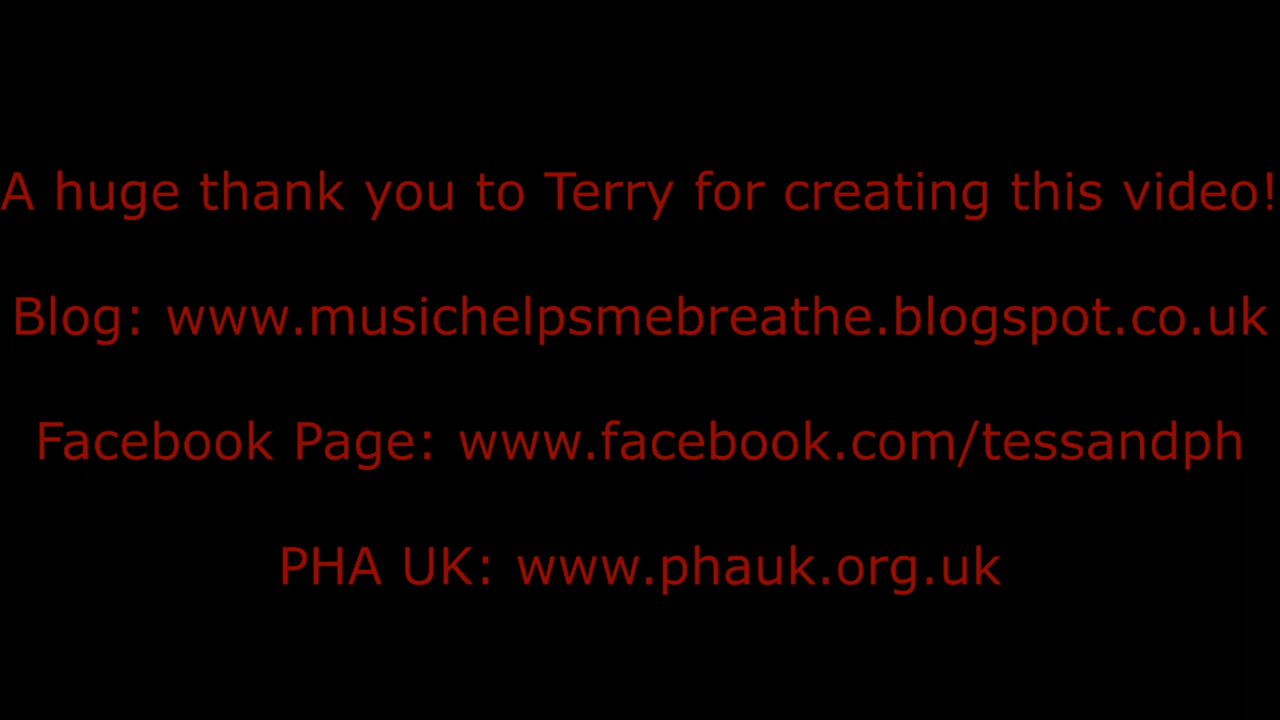 A huge thank you to Terry for creating this video!
Blog: www.musichelpsmebreathe.blogspot.co.uk
Facebook Page: www.facebook.com/tessandph
PHA UK: www.phauk.org.uk